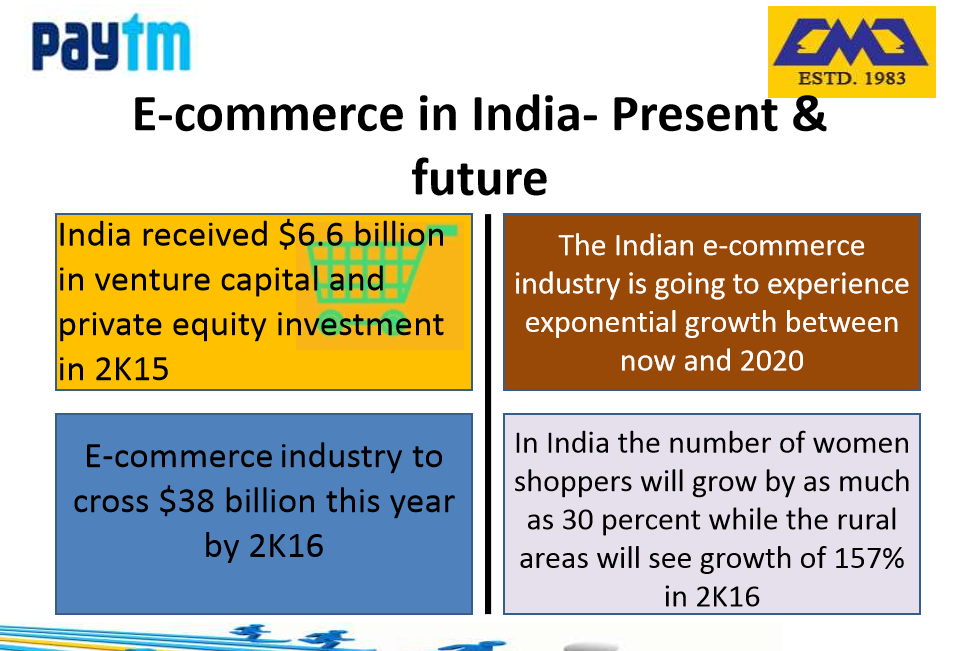 paytm
EMC
ESTD. 1983
E-commerce in India- Present &
future
India received $6.6 billion
in venture capital and
private equity investment
in 2K15
The Indian e-commerce
industry is going to experience
exponential growth between
now and 2020
E-commerce industry to
cross $38 billion this year
by 2K16
In India the number of women
shoppers will grow by as much
as 30 percent while the rural
areas will see growth of 157%
in 2K16